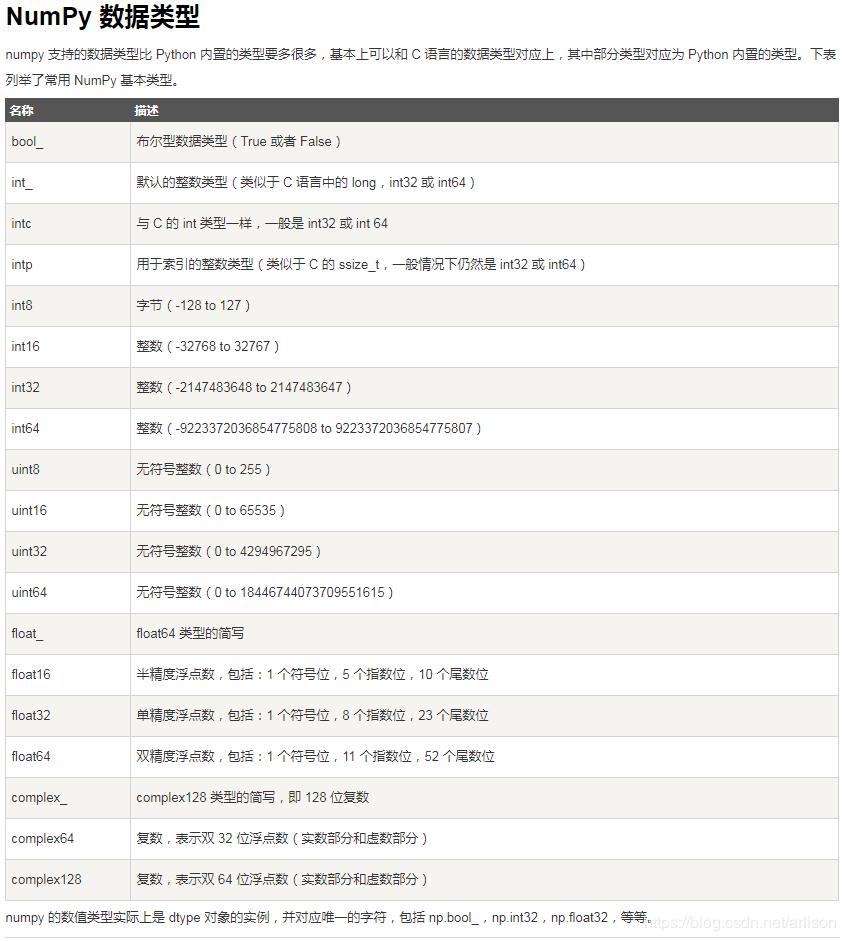 NumPy 数据类型
numpy 支持的数据类型比 Python 内置的类型要多很多，基本上可以和 C 语言的数据类型对应上，其中部分类型对应为 Python 内置的类型。下表
列举了常用 NumPy 基本类型。
名称 描述
bool_ 布尔型数据类型（True 或者 False）
int_ 默认的整数类型（类似于 C 语言中的 long，int32 或 int64）
intc 与 C 的 int 类型一样，一般是 int32 或 int 64
intp 用于索引的整数类型（类似于 C 的 ssize_t，一般情况下仍然是 int32 或 int64）
int8 字节（-128 to 127）
int16 整数（-32768 to 32767）
int32 整数（-2147483648 to 2147483647）
int64 整数（-9223372036854775808 to 9223372036854775807）
uint8 无符号整数（0 to 255）
uint16 无符号整数（0 to 65535）
uint32 无符号整数（0 to 4294967295）
uint64 无符号整数（0 to 18446744073709551615）
float_ float64 类型的简写
float16 半精度浮点数，包括：1 个符号位，5 个指数位，10 个尾数位
float32 单精度浮点数，包括：1 个符号位，8 个指数位，23 个尾数位
float64 双精度浮点数，包括：1 个符号位，11 个指数位，52 个尾数位
complex_ complex128 类型的简写，即 128 位复数
complex64 复数，表示双 32 位浮点数（实数部分和虚数部分）
complex128 复数，表示双 64 位浮点数（实数部分和虚数部分）
numpy 的数值类型实际上是 dtype 对象的实例，并对应唯一的字符，包括 np.bool_，np.int32，np.float32，等等。
https://blog.csdn.net/arlison